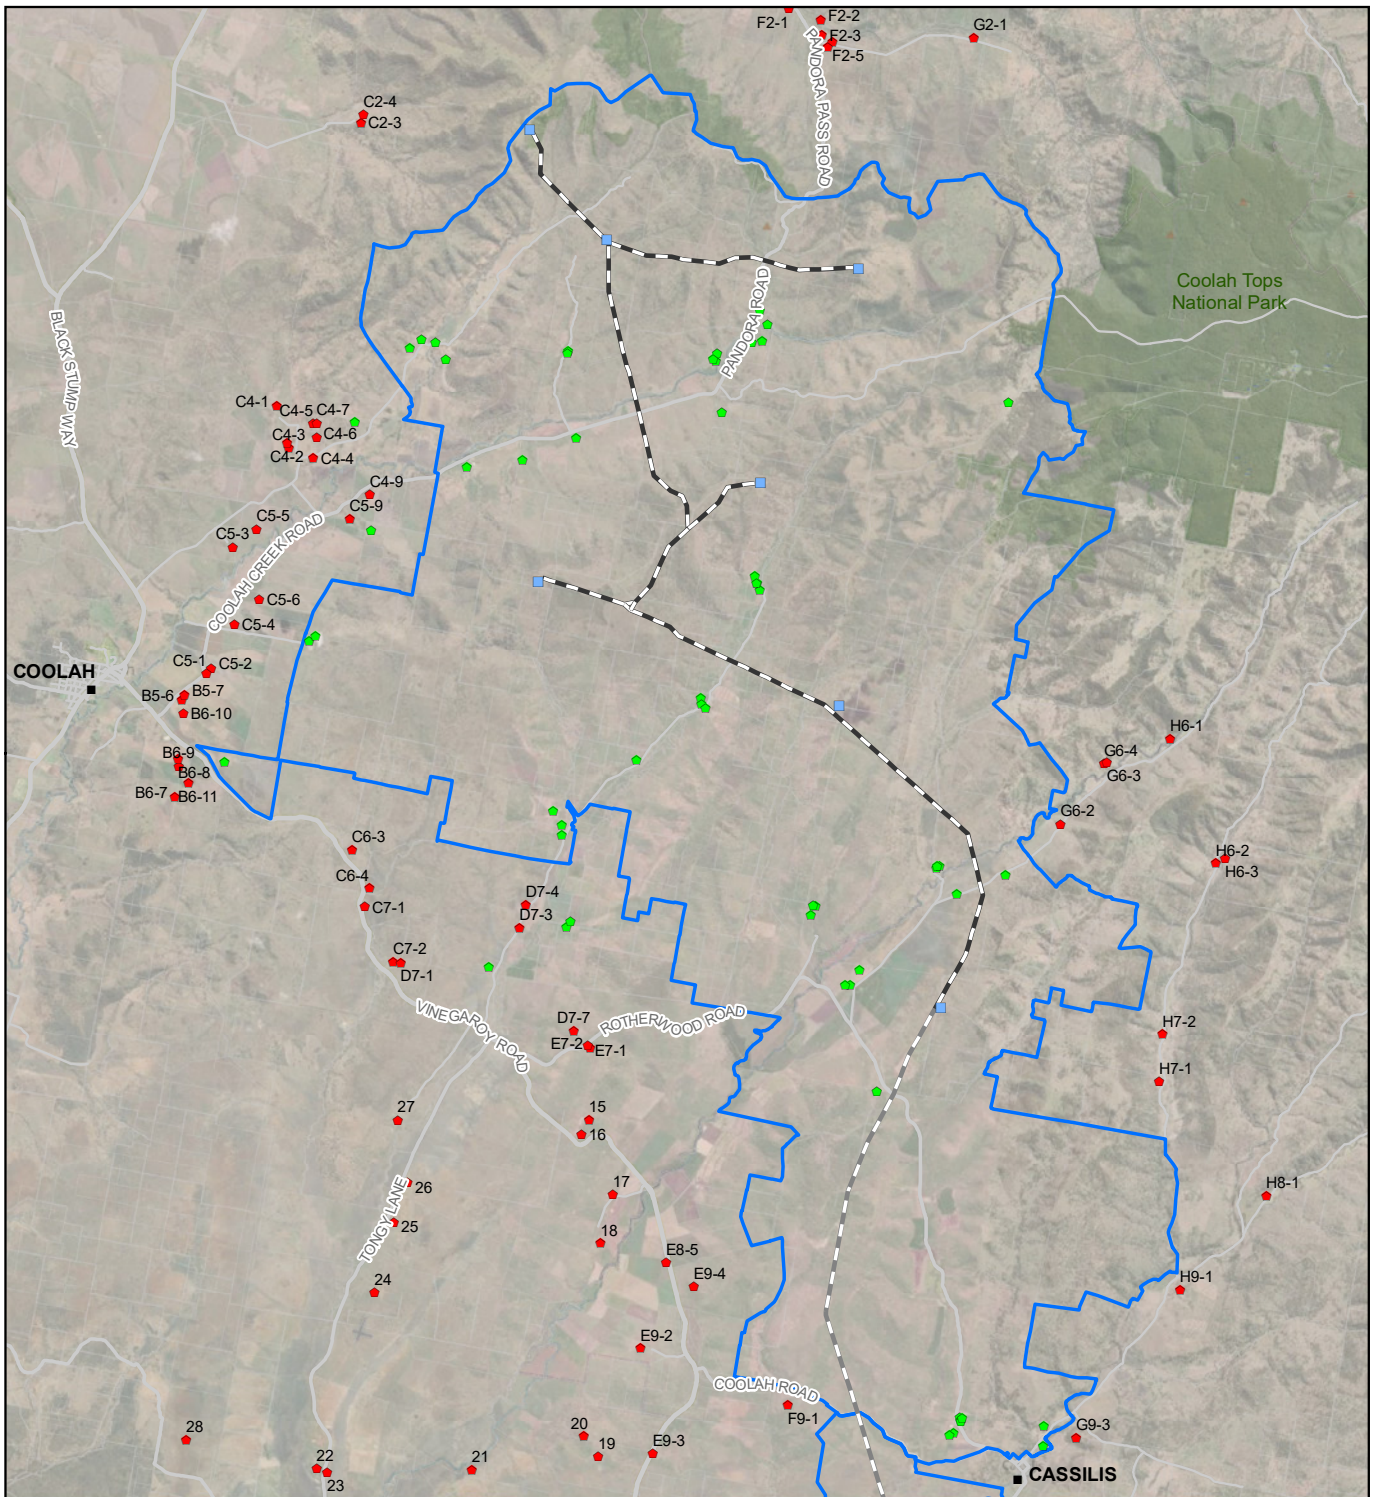 F2-1
F2-2
F2-3
F2-5
G2-1
PANDORA PASS ROAD
C2-4
C2-3
Coolah Tops
National Park
PANDORA ROAD
BLACK STUMP WAY
C4-1
C4-5
C4-7
C4-3
C4-6
C4-2
C4-4
C4-9
C5-9
C5-5
C5-3
COOLAH CREEK ROAD
C5-6
C5-4
C5-1
C5-2
COOLAH
B5-6
B5-7
B6-10
B6-9
B6-8
B6-7
B6-11
H6-1
G6-4
G6-3
G6-2
H6-2
H6-3
C6-3
C6-4
C7-1
D7-4
D7-3
C7-2
D7-1
VINEGAROY ROAD
ROTHERWOOD ROAD
D7-7
E7-2
E7-1
H7-2
H7-1
27
15
16
26
17
TONGY LANE
25
18
H8-1
E8-5
E9-4
24
H9-1
E9-2
COOLAH ROAD
F9-1
28
20
19
E9-3
G9-3
22
23
21
CASSILIS